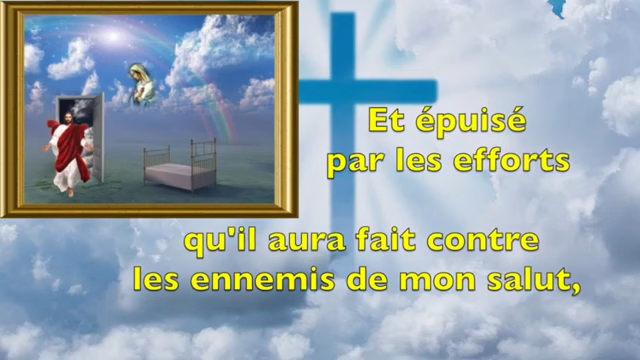 Et épuisé
par les efforts
qu'il aura fait contre
les ennemis de mon salut,